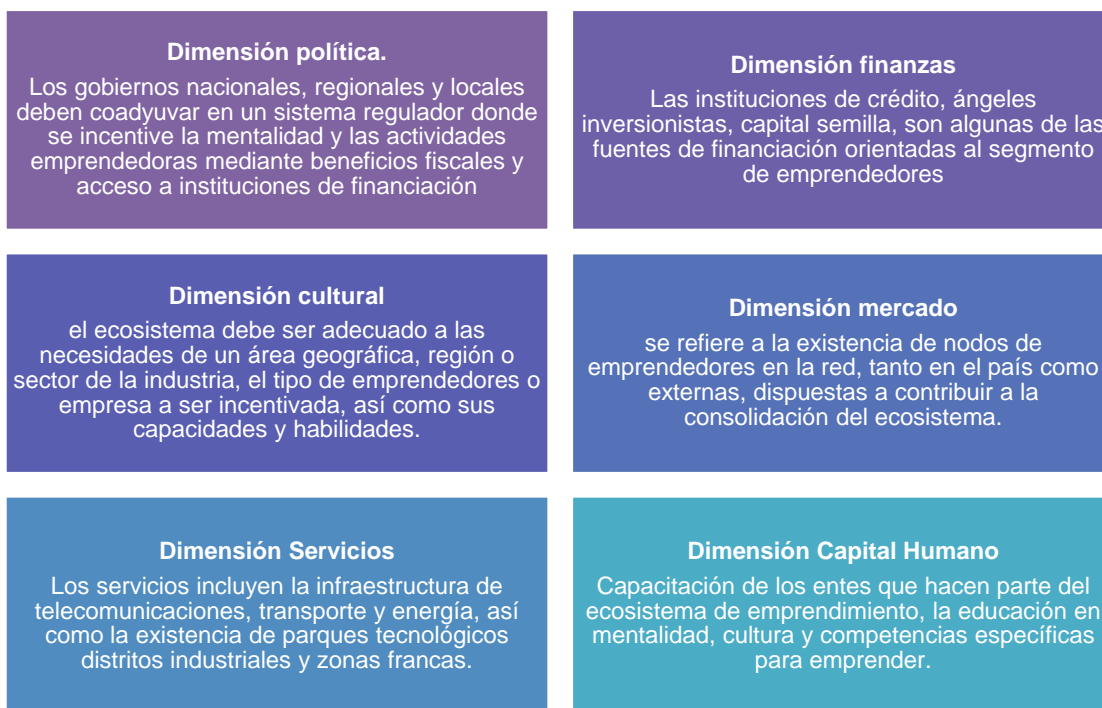 Dimensión política.
Los gobiernos nacionales, regionales y locales
deben coadyuvar en un sistema regulador donde
se incentive la mentalidad y las actividades
emprendedoras mediante beneficios fiscales y
acceso a instituciones de financiación
Dimensión finanzas
Las instituciones de crédito, ángeles
inversionistas, capital semilla, son algunas de las
fuentes de financiación orientadas al segmento
de emprendedores
Dimensión cultural
el ecosistema debe ser adecuado a las
necesidades de un área geográfica, región o
sector de la industria, el tipo de emprendedores o
empresa a ser incentivada, así como sus
capacidades y habilidades.
Dimensión mercado
se refiere a la existencia de nodos de
emprendedores en la red, tanto en el país como
externas, dispuestas a contribuir a la
consolidación del ecosistema.
Dimensión Servicios
Los servicios incluyen la infraestructura de
telecomunicaciones, transporte y energía, así
como la existencia de parques tecnológicos
distritos industriales y zonas francas.
Dimensión Capital Humano
Capacitación de los entes que hacen parte del
ecosistema de emprendimiento, la educación en
mentalidad, cultura y competencias específicas
para emprender.